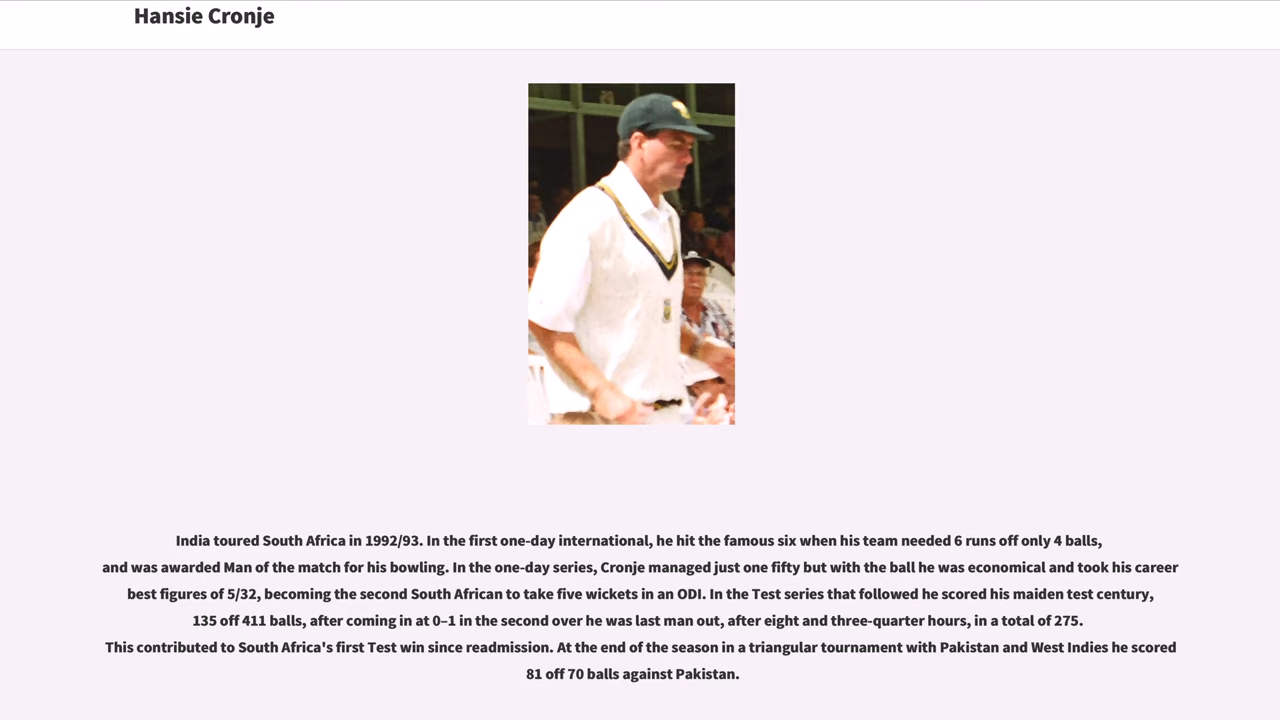 Hansie Cronje
India toured South Africa in 1992/93. In the first one-day international, he hit the famous six when his team needed 6 runs off only 4 balls,
and was awarded Man of the match for his bowling. In the one-day series, Cronje managed just one fifty but with the ball he was economical and took his career
best figures of 5/32, becoming the second South African to take five wickets in an ODI. In the Test series that followed he scored his maiden test century,
135 off 411 balls, after coming in at 0–1 in the second over he was last man out, after eight and three-quarter hours, in a total of 275.
This contributed to South Africa's first Test win since readmission. At the end of the season in a triangular tournament with Pakistan and West Indies he scored
81 off 70 balls against Pakistan.